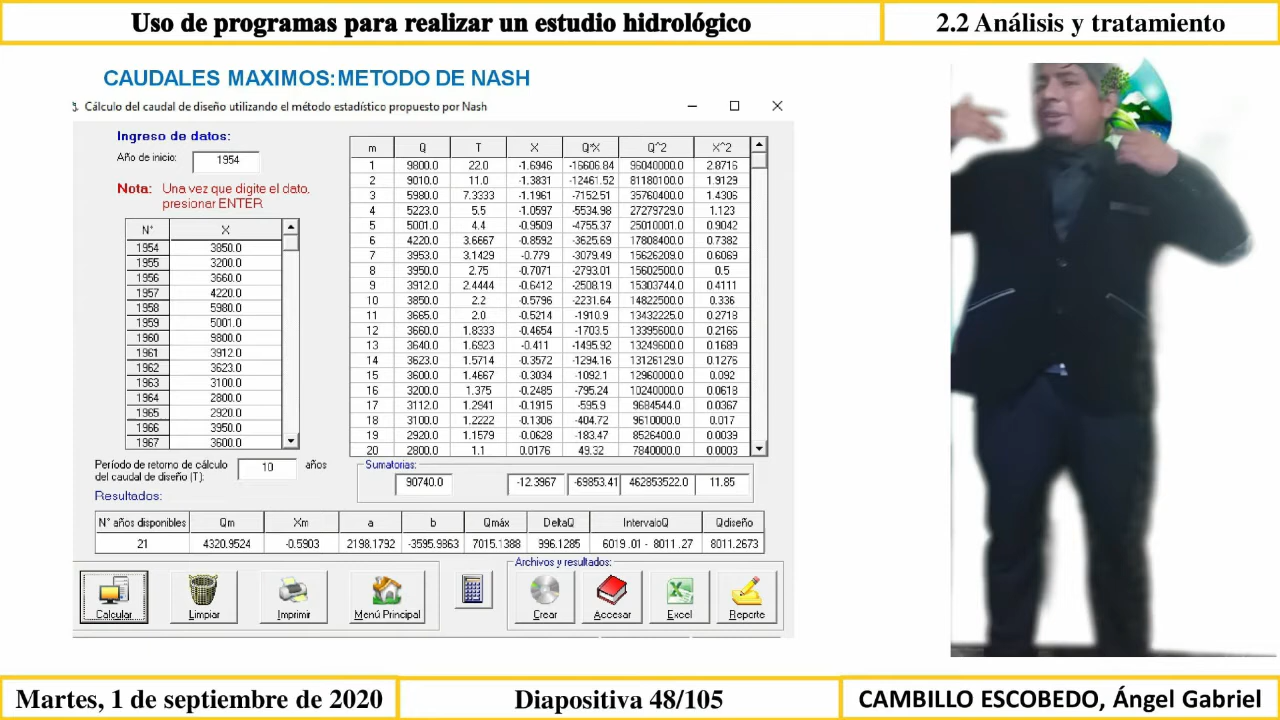 Uso de programas para realizar un estudio hidrológico
2.2 Análisis y tratamiento
CAUDALES MAXIMOS:METODO DE NASH
Cálculo del caudal de diseño utilizando el método estadístico propuesto por Nash
Ingreso de datos:
Año de inicio: 1954
Nota: Una vez que digite el dato,
presionar ENTER
N° X
1954 3850.0
1955 3200.0
1956 3660.0
1957 4220.0
1958 5980.0
1959 5001.0
1960 9800.0
1961 3912.0
1962 3623.0
1963 3100.0
1964 2800.0
1965 2920.0
1966 3950.0
1967 3600.0
m Q T X Q*X Q^2 X^2
1 9800.0 22.0 -1.6946 -16606.84 96040000.0 2.8716
2 9010.0 11.0 -1.3831 -12461.52 81180100.0 1.9129
3 5980.0 7.3333 -1.1961 -7152.51 35760400.0 1.4306
4 5223.0 5.5 -1.0597 -5534.98 27279729.0 1.123
5 5001.0 4.4 -0.9509 -4755.37 25010001.0 0.9042
6 4220.0 3.6667 -0.8592 -3625.69 17808400.0 0.7382
7 3953.0 3.1429 -0.779 -3079.49 15626209.0 0.6069
8 3950.0 2.75 -0.7071 -2793.01 15602500.0 0.5
9 3912.0 2.4444 -0.6412 -2508.19 15303744.0 0.4111
10 3850.0 2.2 -0.5796 -2231.64 14822500.0 0.336
11 3665.0 2.0 -0.5214 -1910.9 13432225.0 0.2718
12 3660.0 1.8333 -0.4654 -1703.5 13395600.0 0.2166
13 3640.0 1.6923 -0.411 -1495.92 13249600.0 0.1689
14 3623.0 1.5714 -0.3572 -1294.16 13126129.0 0.1276
15 3600.0 1.4667 -0.3034 -1092.1 12960000.0 0.092
16 3200.0 1.375 -0.2485 -795.24 10240000.0 0.0618
17 3112.0 1.2941 -0.1915 -595.9 9684544.0 0.0367
18 3100.0 1.2222 -0.1306 -404.72 9610000.0 0.017
19 2920.0 1.1579 -0.0628 -183.47 8526400.0 0.0039
20 2800.0 1.1 0.0176 49.32 7840000.0 0.0003
Período de retorno de cálculo
del caudal de diseño (T): 10 años
Sumatorias:
90740.0 -12.3967 -69853.41 462853522.0 11.85
Resultados:
N° años disponibles Qm Xm a b Qmáx DeltaQ IntervaloQ Qdiseño
21 4320.9524 -0.5903 2198.1792 -3595.9863 7015.1388 996.1285 6019 .01 - 8011 .27 8011.2673
Archivos y resultados:
Calcular Limpiar Imprimir Menú Principal Crear Accesar Excel Reporte
Martes, 1 de septiembre de 2020
Diapositiva 48/105
CAMBILLO ESCOBEDO, Ángel Gabriel